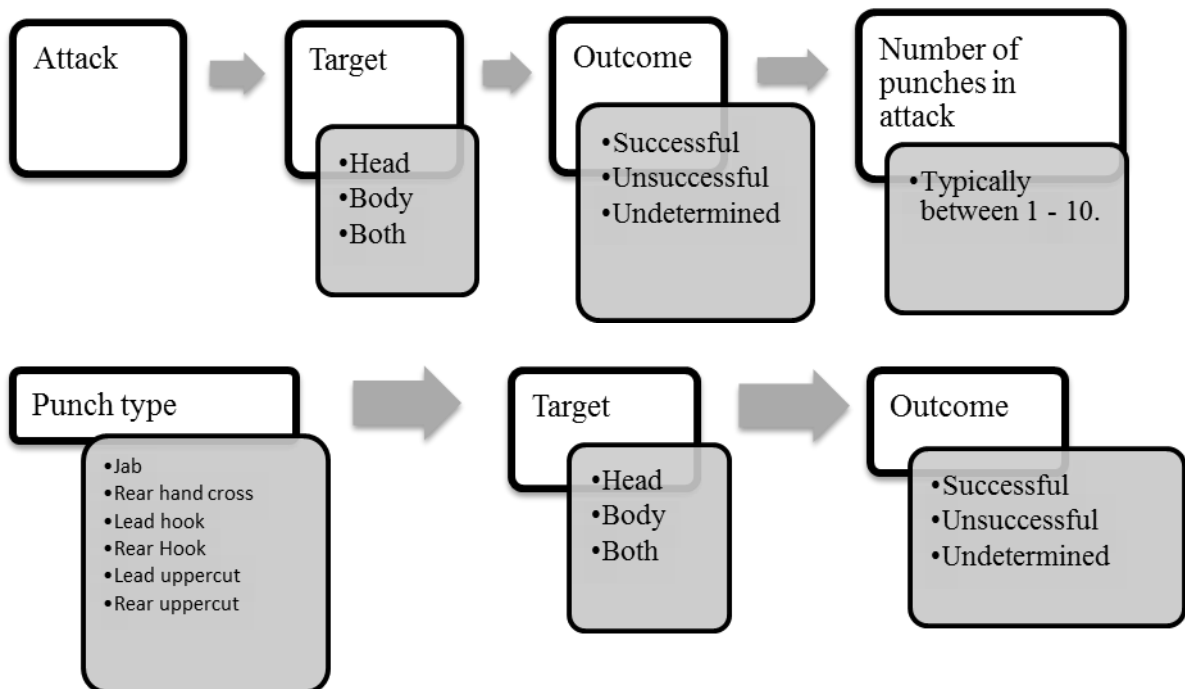 Attack
Target
•Head
•Body
•Both
Outcome
•Successful
•Unsuccessful
•Undetermined
Number of
punches in
attack
•Typically
between 1 - 10.
Punch type
•Jab
•Rear hand cross
•Lead hook
•Rear Hook
•Lead uppercut
•Rear uppercut
Target
•Head
•Body
•Both
Outcome
•Successful
•Unsuccessful
•Undetermined